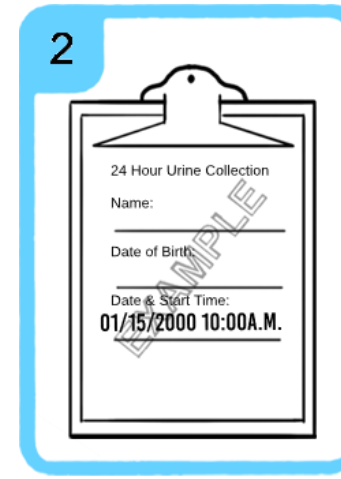 2
24 Hour Urine Collection
Name:
Date of Birth:
Date & Start Time:
01/15/2000 10:00A.M.
EXAMPLE